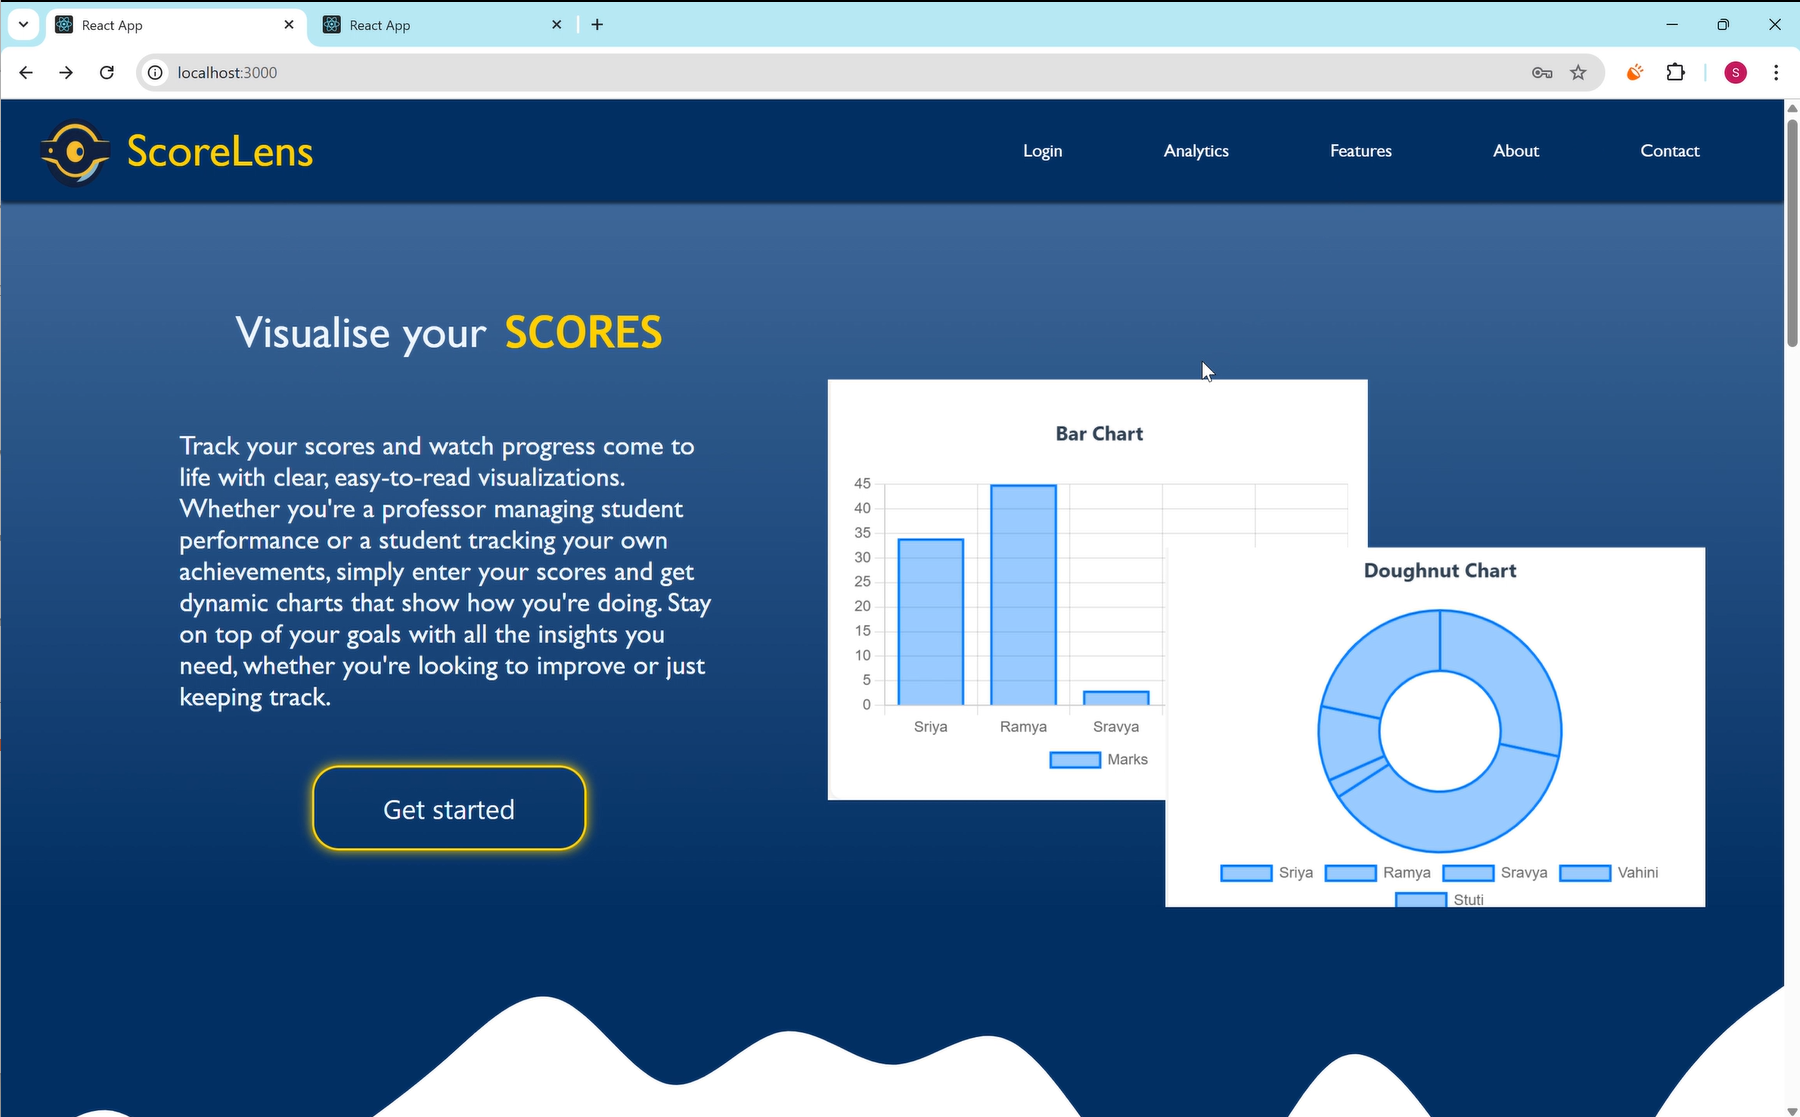 React App
React App
localhost:3000
S
ScoreLens
Login
Analytics
Features
About
Contact
Visualise your SCORES
Track your scores and watch progress come to
life with clear, easy-to-read visualizations.
Whether you're a professor managing student
performance or a student tracking your own
achievements, simply enter your scores and get
dynamic charts that show how you're doing. Stay
on top of your goals with all the insights you
need, whether you're looking to improve or just
keeping track.
Get started
Bar Chart
45
40
35
30
25
20
15
10
5
0
Sriya
Ramya
Sravya
Marks
Doughnut Chart
Sriya
Ramya
Sravya
Vahini
Stuti